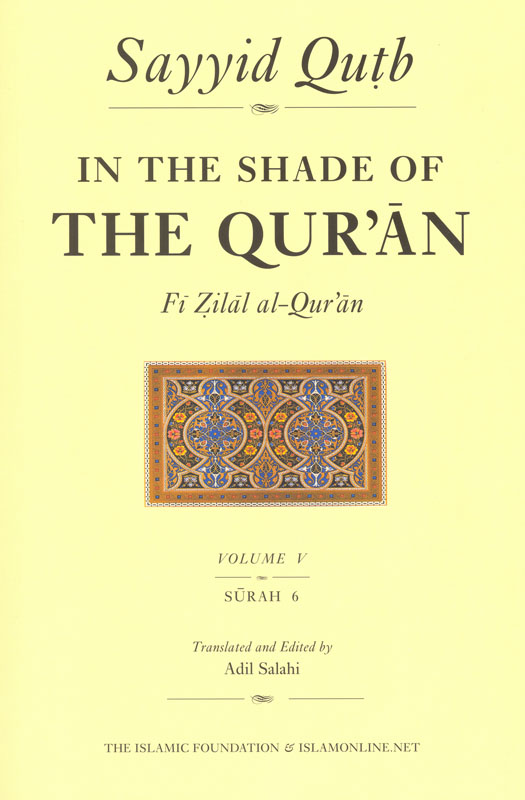 Sayyid Quṭb
IN THE SHADE OF
THE QUR'ĀN
Fī Ẓilāl al-Qur'ān
VOLUME V
SŪRAH 6
Translated and Edited by
Adil Salahi
THE ISLAMIC FOUNDATION & ISLAMONLINE.NET